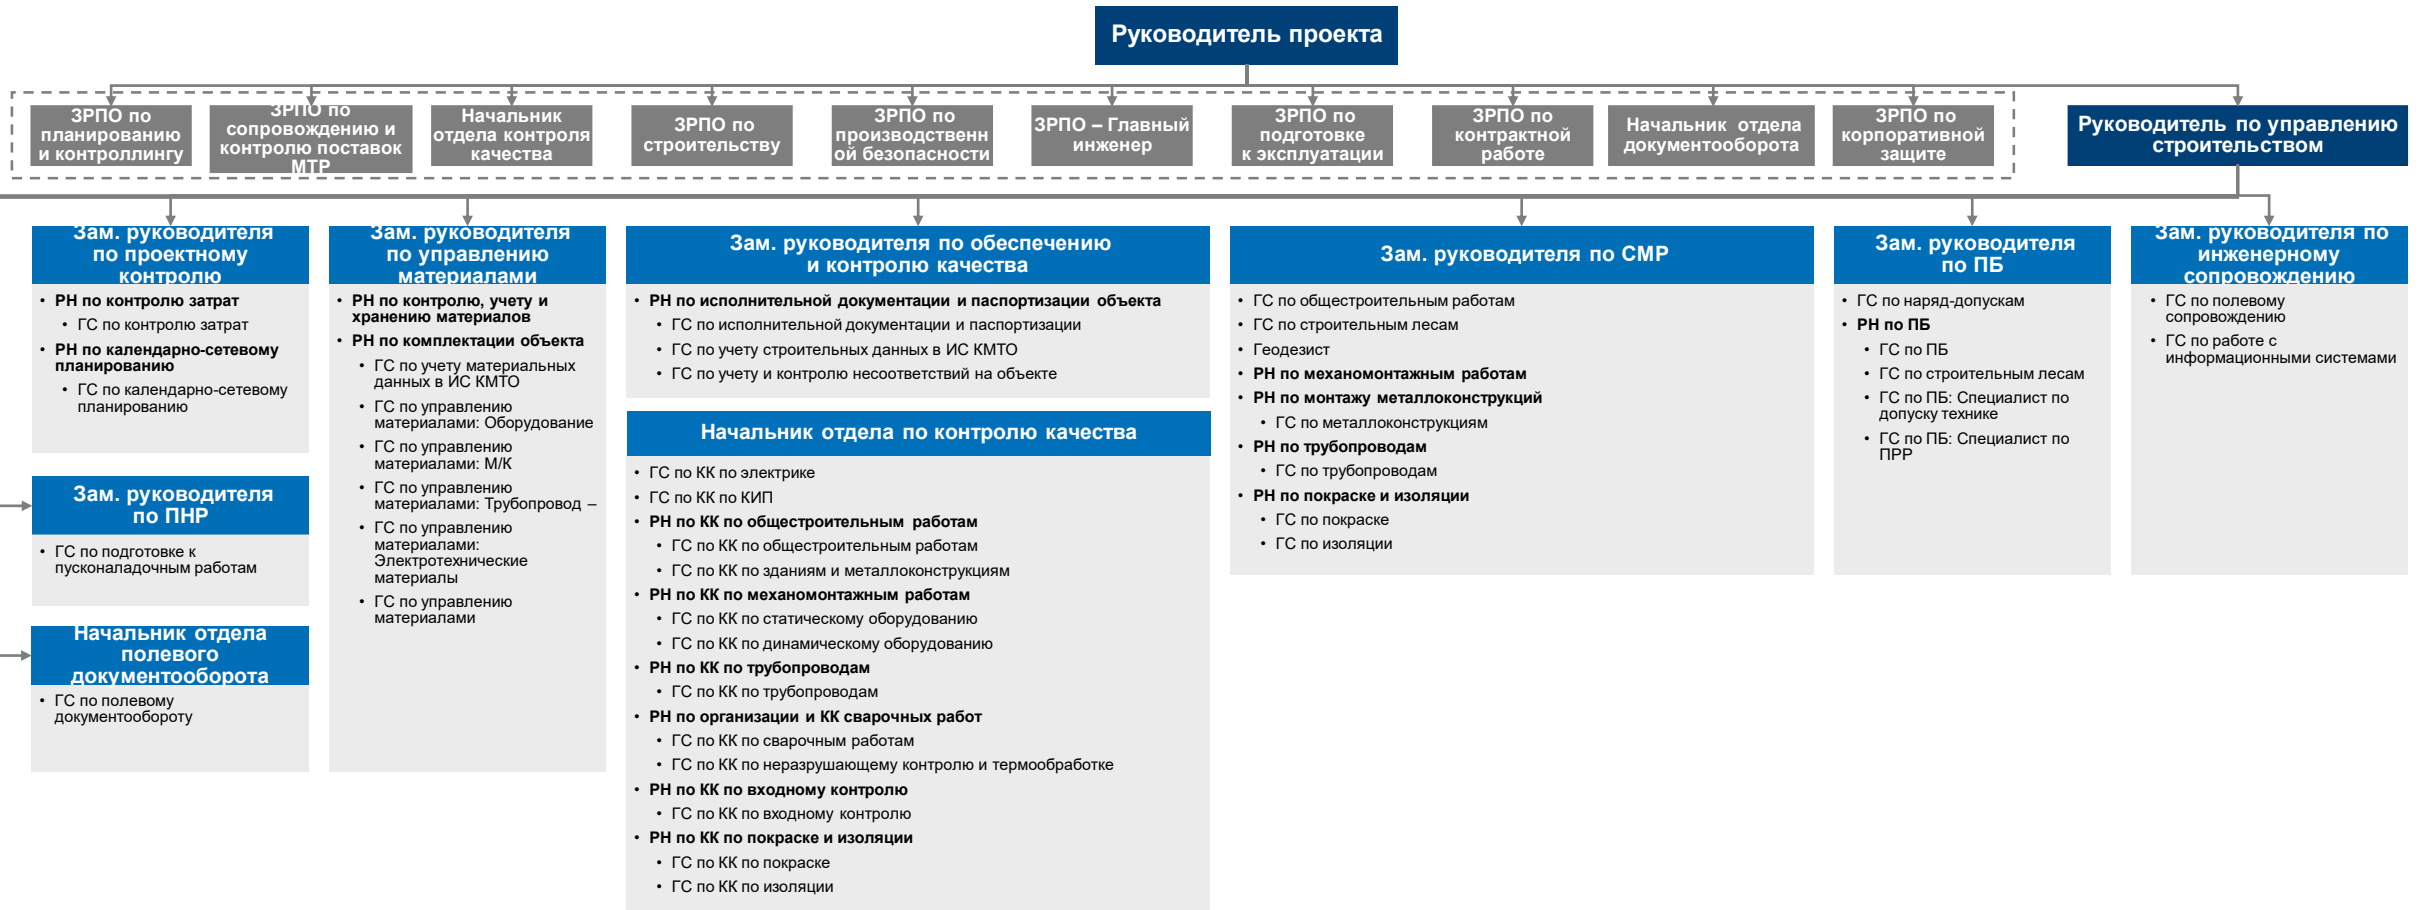 Руководитель проекта
ЗРПО по
планированию
и контроллингу
ЗРПО по
сопровождению и
контролю поставок
МТР
Начальник
отдела контроля
качества
ЗРПО по
строительству
ЗРПО по
производственн
ой безопасности
ЗРПО – Главный
инженер
ЗРПО по
подготовке
к эксплуатации
ЗРПО по
контрактной
работе
Начальник отдела
документооборота
ЗРПО по
корпоративной
защите
Руководитель по управлению
строительством
Зам. руководителя
по проектному
контролю
• РН по контролю затрат
• ГС по контролю затрат
• РН по календарно-сетевому
планированию
• ГС по календарно-сетевому
планированию
Зам. руководителя
по ПНР
• ГС по подготовке к
пусконаладочным работам
Начальник отдела
полевого
документооборота
• ГС по полевому
документообороту
Зам. руководителя
по управлению
материалами
• РН по контролю, учету и
хранению материалов
• РН по комплектации объекта
• ГС по учету материальных
данных в ИС КМТО
• ГС по управлению
материалами: Оборудование
• ГС по управлению
материалами: М/К
• ГС по управлению
материалами: Трубопровод –
• ГС по управлению
материалами:
Электротехнические
материалы
• ГС по управлению
материалами
Зам. руководителя по обеспечению
и контролю качества
• РН по исполнительной документации и паспортизации объекта
• ГС по исполнительной документации и паспортизации
• ГС по учету строительных данных в ИС КМТО
• ГС по учету и контролю несоответствий на объекте
Начальник отдела по контролю качества
• ГС по КК по электрике
• ГС по КК по КИП
• РН по КК по общестроительным работам
• ГС по КК по общестроительным работам
• ГС по КК по зданиям и металлоконструкциям
• РН по КК по механомонтажным работам
• ГС по КК по статическому оборудованию
• ГС по КК по динамическому оборудованию
• РН по КК по трубопроводам
• ГС по КК по трубопроводам
• РН по организации и КК сварочных работ
• ГС по КК по сварочным работам
• ГС по КК по неразрушающему контролю и термообработке
• РН по КК по входному контролю
• ГС по КК по входному контролю
• РН по КК по покраске и изоляции
• ГС по КК по покраске
• ГС по КК по изоляции
Зам. руководителя по СМР
• ГС по общестроительным работам
• ГС по строительным лесам
• Геодезист
• РН по механомонтажным работам
• РН по монтажу металлоконструкций
• ГС по металлоконструкциям
• РН по трубопроводам
• ГС по трубопроводам
• РН по покраске и изоляции
• ГС по покраске
• ГС по изоляции
Зам. руководителя
по ПБ
• ГС по наряд-допускам
• РН по ПБ
• ГС по ПБ
• ГС по строительным лесам
• ГС по ПБ: Специалист по
допуску технике
• ГС по ПБ: Специалист по
ПРР
Зам. руководителя по
инженерному
сопровождению
• ГС по полевому
сопровождению
• ГС по работе с
информационными системами